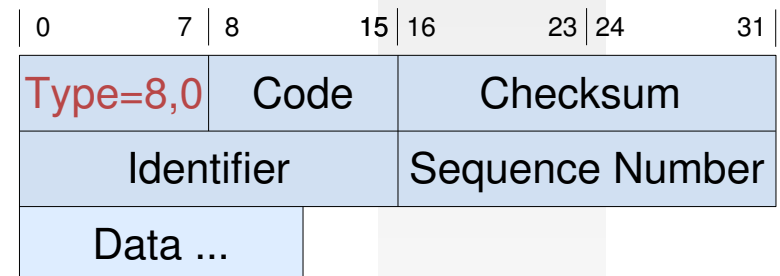 0 7 8 15 16 23 24 31
Type=8,0 Code Checksum
Identifier Sequence Number
Data ...